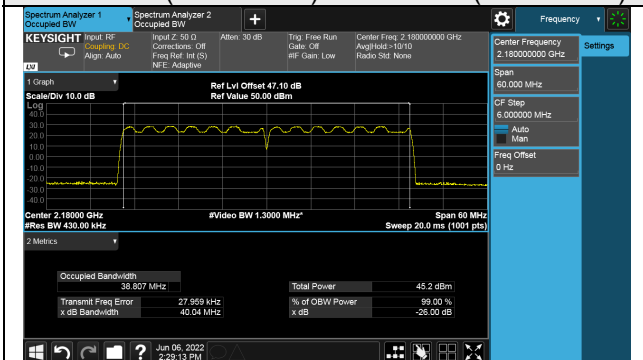 Spectrum Analyzer 1
Occupied BW
Spectrum Analyzer 2
Occupied BW
+
Frequency
KEYSIGHT
Input: RF
Coupling: DC
Align: Auto
Input Z: 50 Ω
Corrections: Off
Freq Ref: Int (S)
NFE: Adaptive
Atten: 30 dB
Trig: Free Run
Gate: Off
#IF Gain: Low
Center Freq: 2.180000000 GHz
Avg|Hold:>10/10
Radio Std: None
LXI
Center Frequency
2.180000000 GHz
Settings
Span
60.000 MHz
CF Step
6.000000 MHz
Auto
Man
Freq Offset
0 Hz
1 Graph
Scale/Div 10.0 dB
Ref Lvl Offset 47.10 dB
Ref Value 50.00 dBm
Log
40.0
30.0
20.0
10.0
0.00
-10.0
-20.0
-30.0
-40.0
Center 2.18000 GHz
#Res BW 430.00 kHz
#Video BW 1.3000 MHz*
Span 60 MHz
Sweep 20.0 ms (1001 pts)
2 Metrics
Occupied Bandwidth
38.807 MHz
Total Power 45.2 dBm
Transmit Freq Error 27.959 kHz
% of OBW Power 99.00 %
x dB Bandwidth 40.04 MHz
x dB -26.00 dB
?
Jun 06, 2022
2:29:13 PM